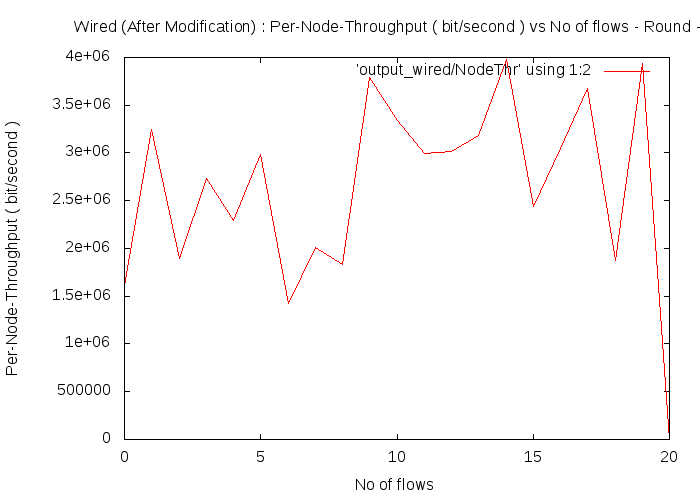 Wired (After Modification) : Per-Node-Throughput ( bit/second ) vs No of flows - Round -
'output_wired/NodeThr' using 1:2
4e+06
3.5e+06
3e+06
2.5e+06
2e+06
1.5e+06
1e+06
500000
0
Per-Node-Throughput ( bit/second )
0 5 10 15 20
No of flows